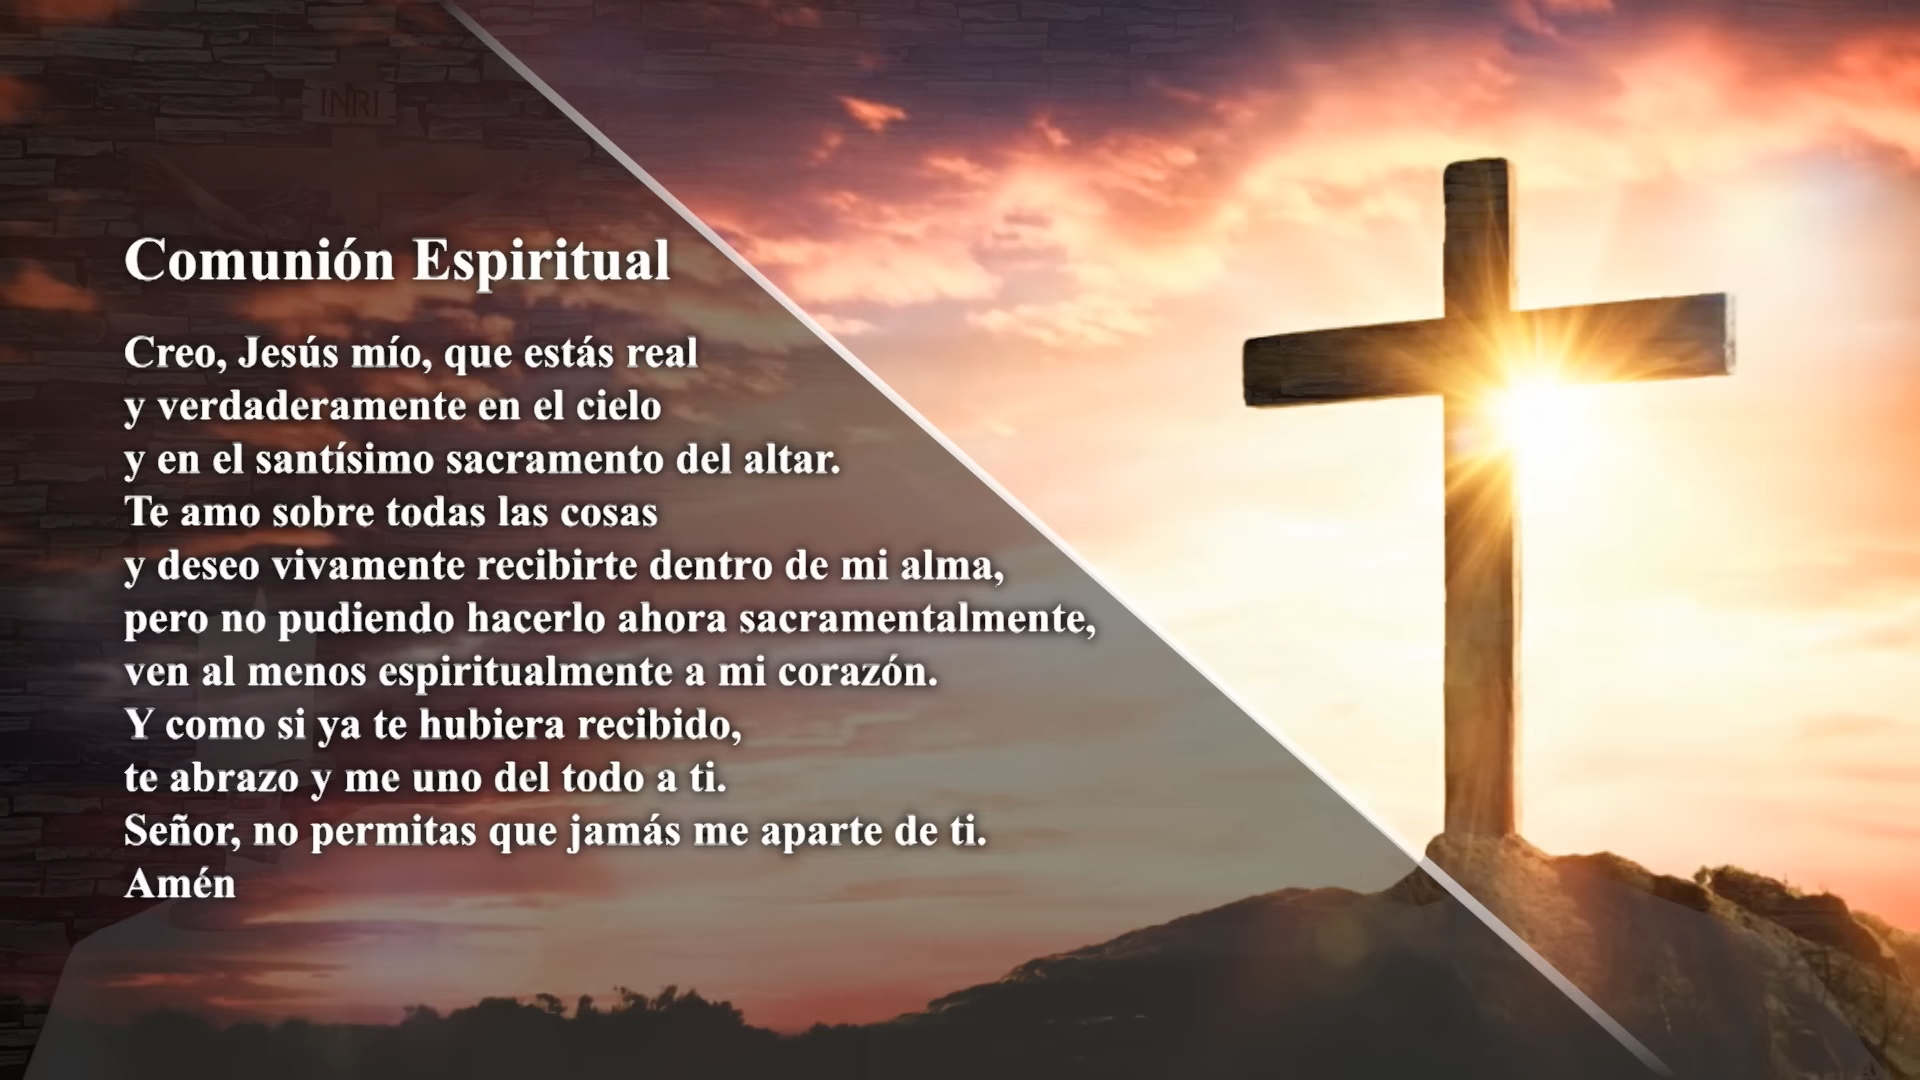 INRI
Comunión Espiritual
Creo, Jesús mío, que estás real
y verdaderamente en el cielo
y en el santísimo sacramento del altar.
Te amo sobre todas las cosas
y deseo vivamente recibirte dentro de mi alma,
pero no pudiendo hacerlo ahora sacramentalmente,
ven al menos espiritualmente a mi corazón.
Y como si ya te hubiera recibido,
te abrazo y me uno del todo a ti.
Señor, no permitas que jamás me aparte de ti.
Amén